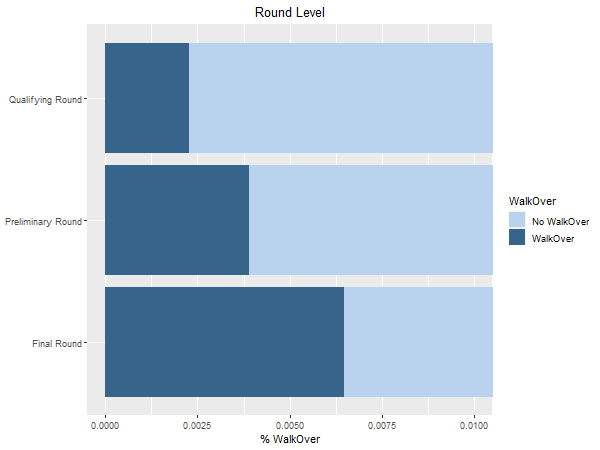 Round Level
Qualifying Round
Preliminary Round
Final Round
0.0000
0.0025
0.0050
0.0075
0.0100
% WalkOver
WalkOver
No WalkOver
WalkOver